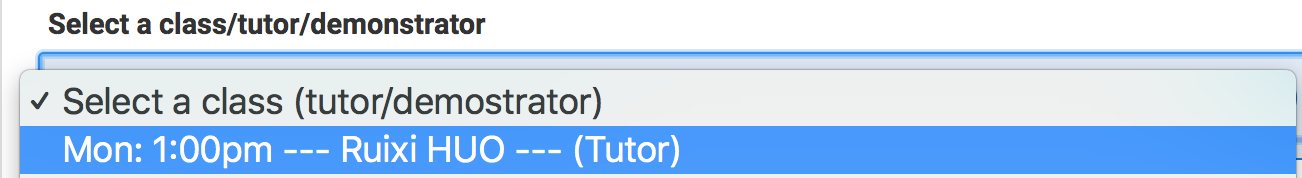 Select a class/tutor/demonstrator
✓ Select a class (tutor/demostrator)
Mon: 1:00pm --- Ruixi HUO --- (Tutor)